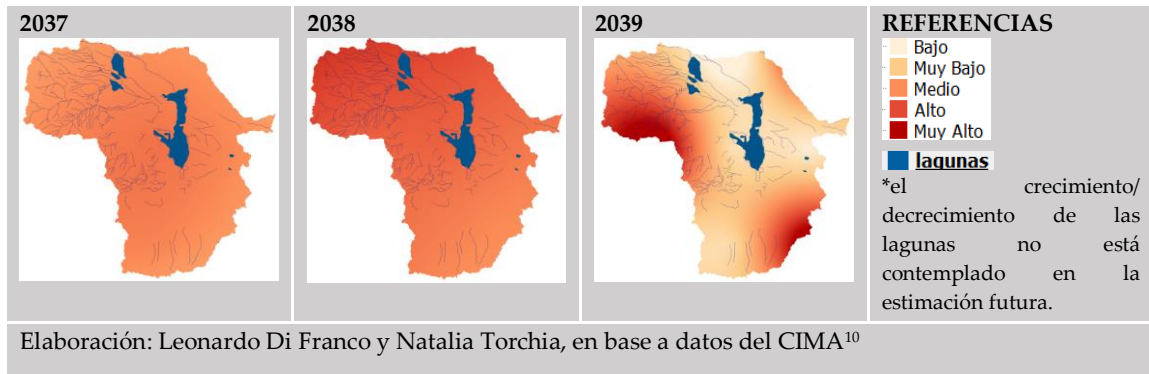 2037
2038
2039
REFERENCIAS
Bajo
Muy Bajo
Medio
Alto
Muy Alto
lagunas
*el crecimiento/
decrecimiento de las
lagunas no está
contemplado en la
estimación futura.
Elaboración: Leonardo Di Franco y Natalia Torchia, en base a datos del CIMA¹⁰